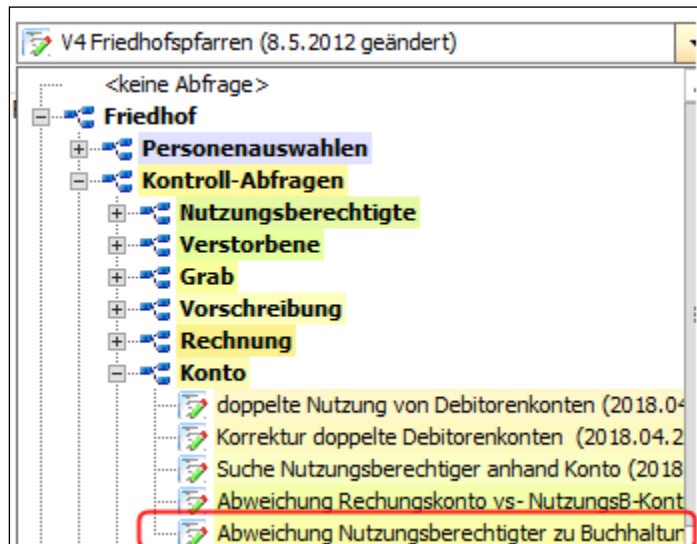 V4 Friedhofspfarren (8.5.2012 geändert)
<keine Abfrage>
Friedhof
Personenauswahlen
Kontroll-Abfragen
Nutzungsberechtigte
Verstorbene
Grab
Vorschreibung
Rechnung
Konto
doppelte Nutzung von Debitorenkonten (2018.04
Korrektur doppelte Debitorenkonten (2018.04.2
Suche Nutzungsberechtiger anhand Konto (2018
Abweichung Rechungskonto vs- NutzungsB-Kont
Abweichung Nutzungsberechtigter zu Buchhaltur